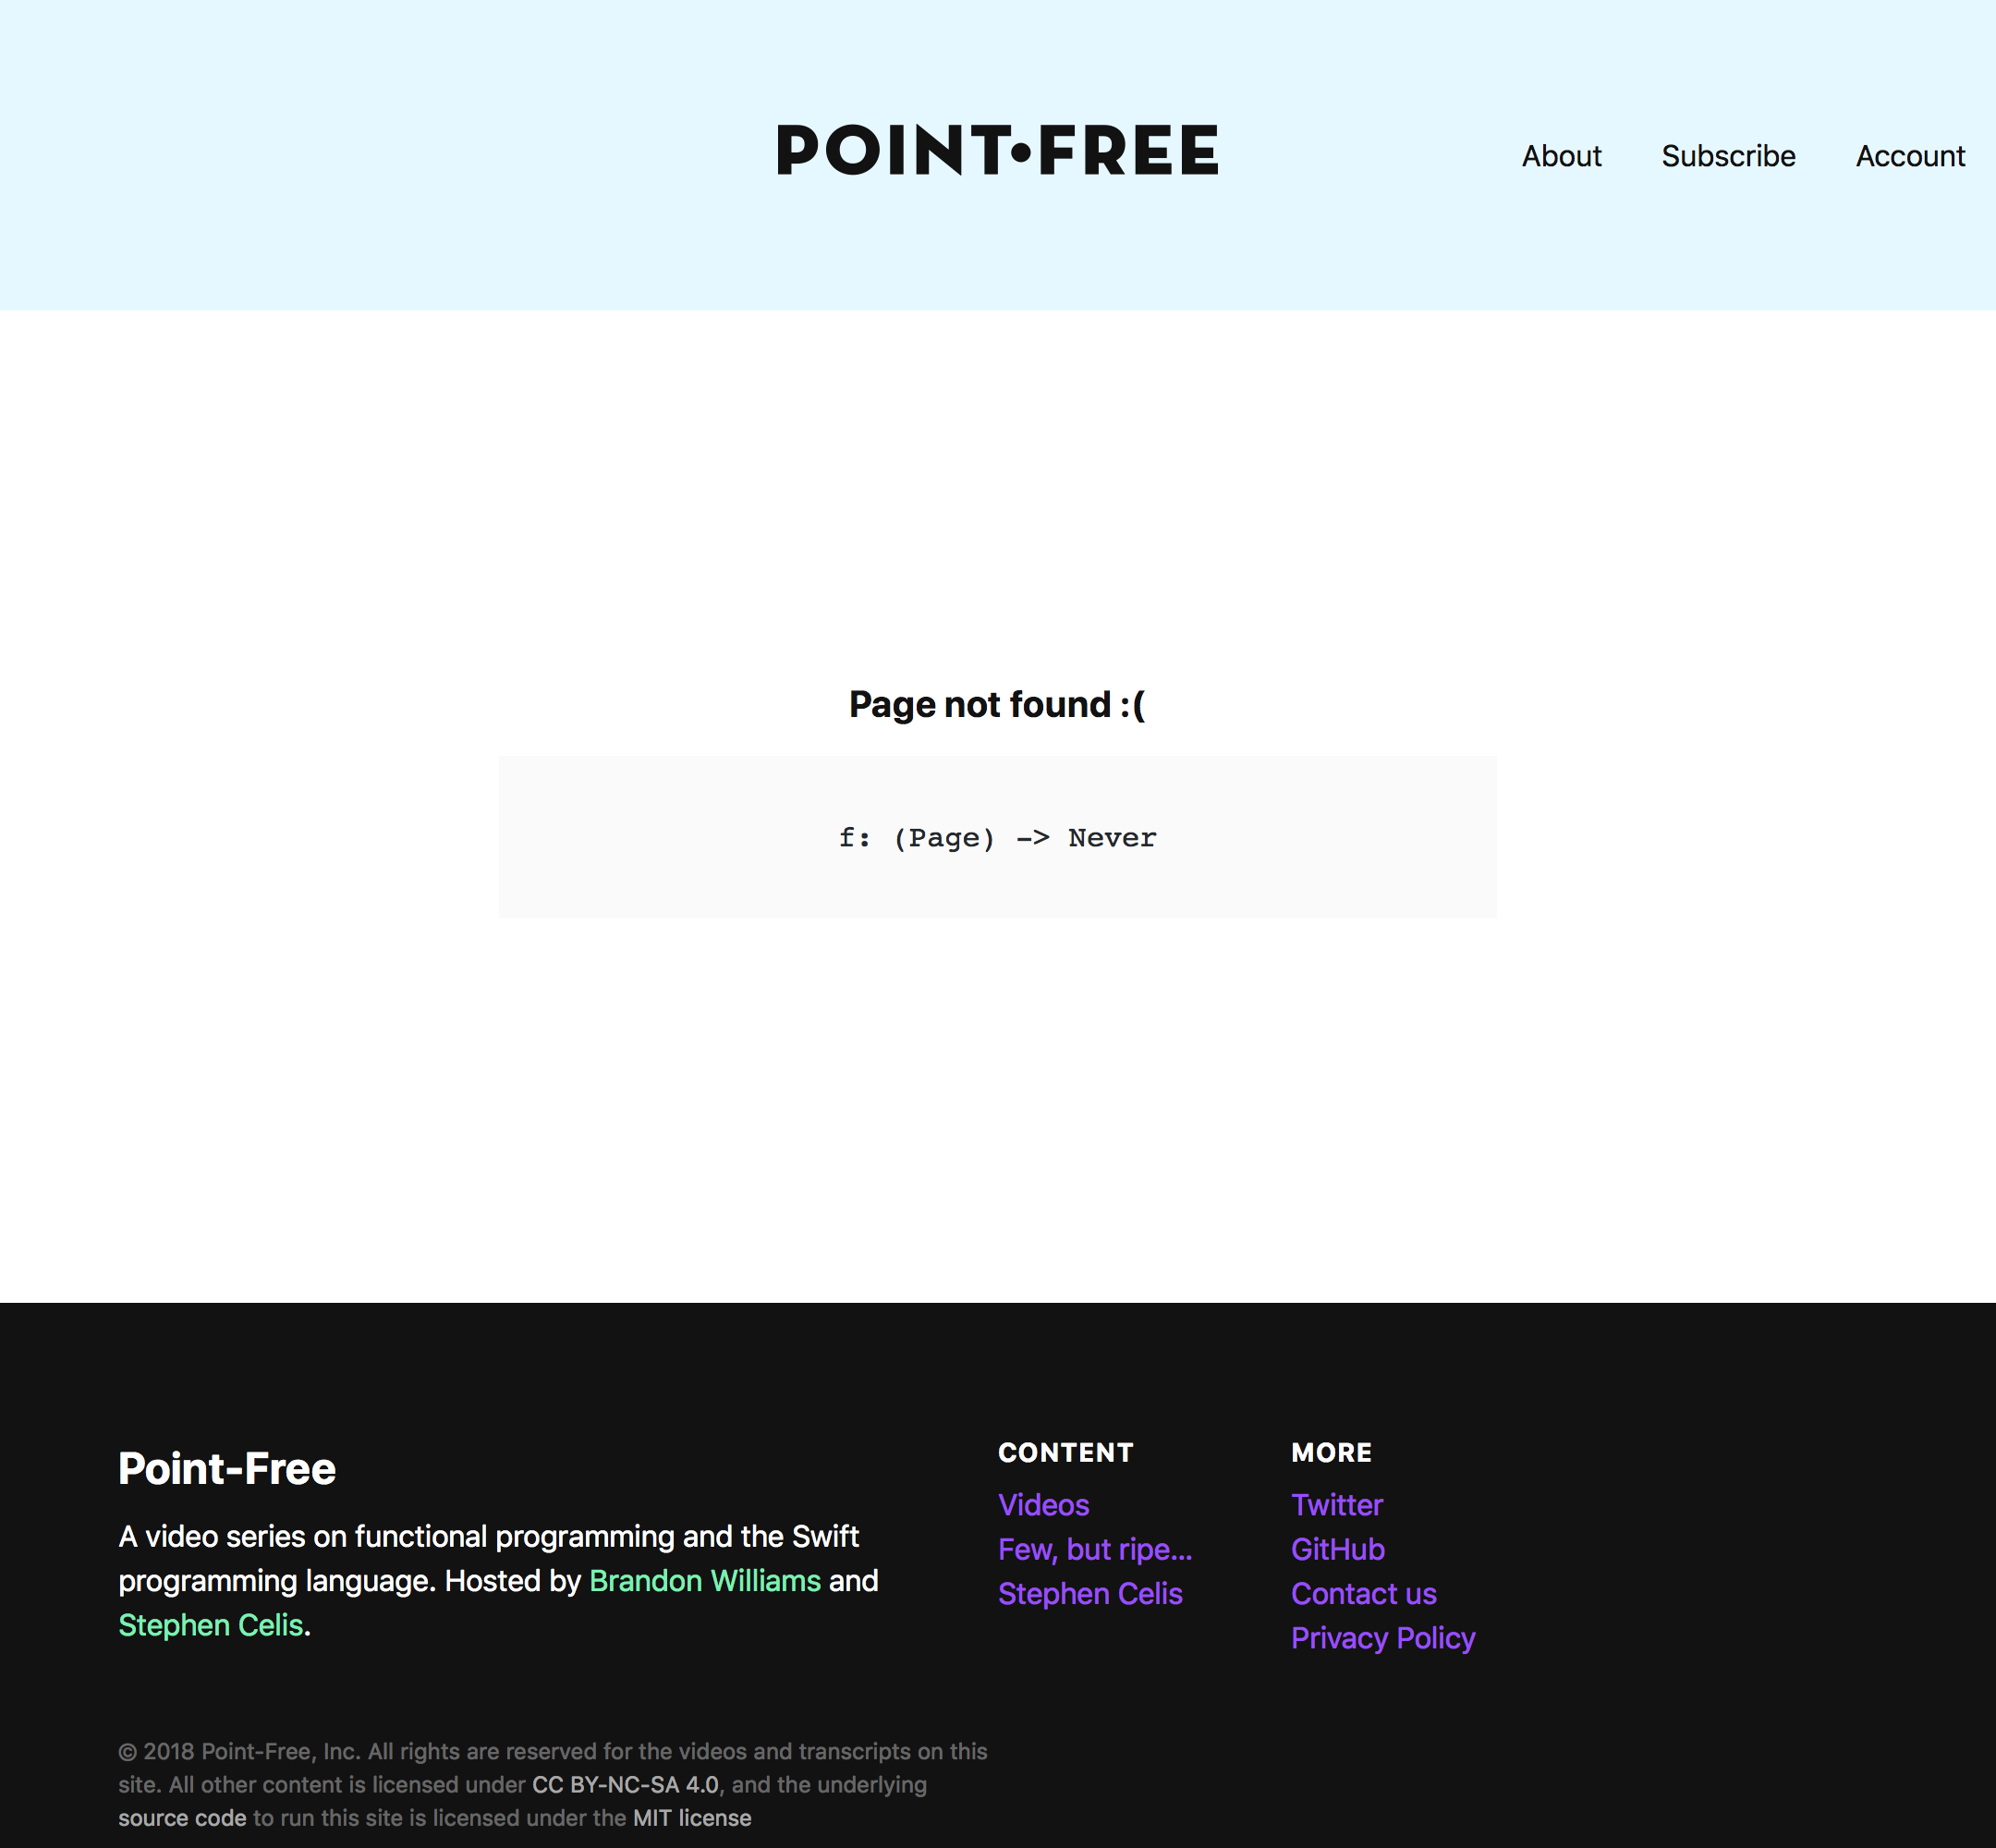 POINT•FREE
About Subscribe Account
Page not found :(
f: (Page) -> Never
Point-Free
A video series on functional programming and the Swift
programming language. Hosted by Brandon Williams and
Stephen Celis.
CONTENT
Videos
Few, but ripe...
Stephen Celis
MORE
Twitter
GitHub
Contact us
Privacy Policy
© 2018 Point-Free, Inc. All rights are reserved for the videos and transcripts on this
site. All other content is licensed under CC BY-NC-SA 4.0, and the underlying
source code to run this site is licensed under the MIT license